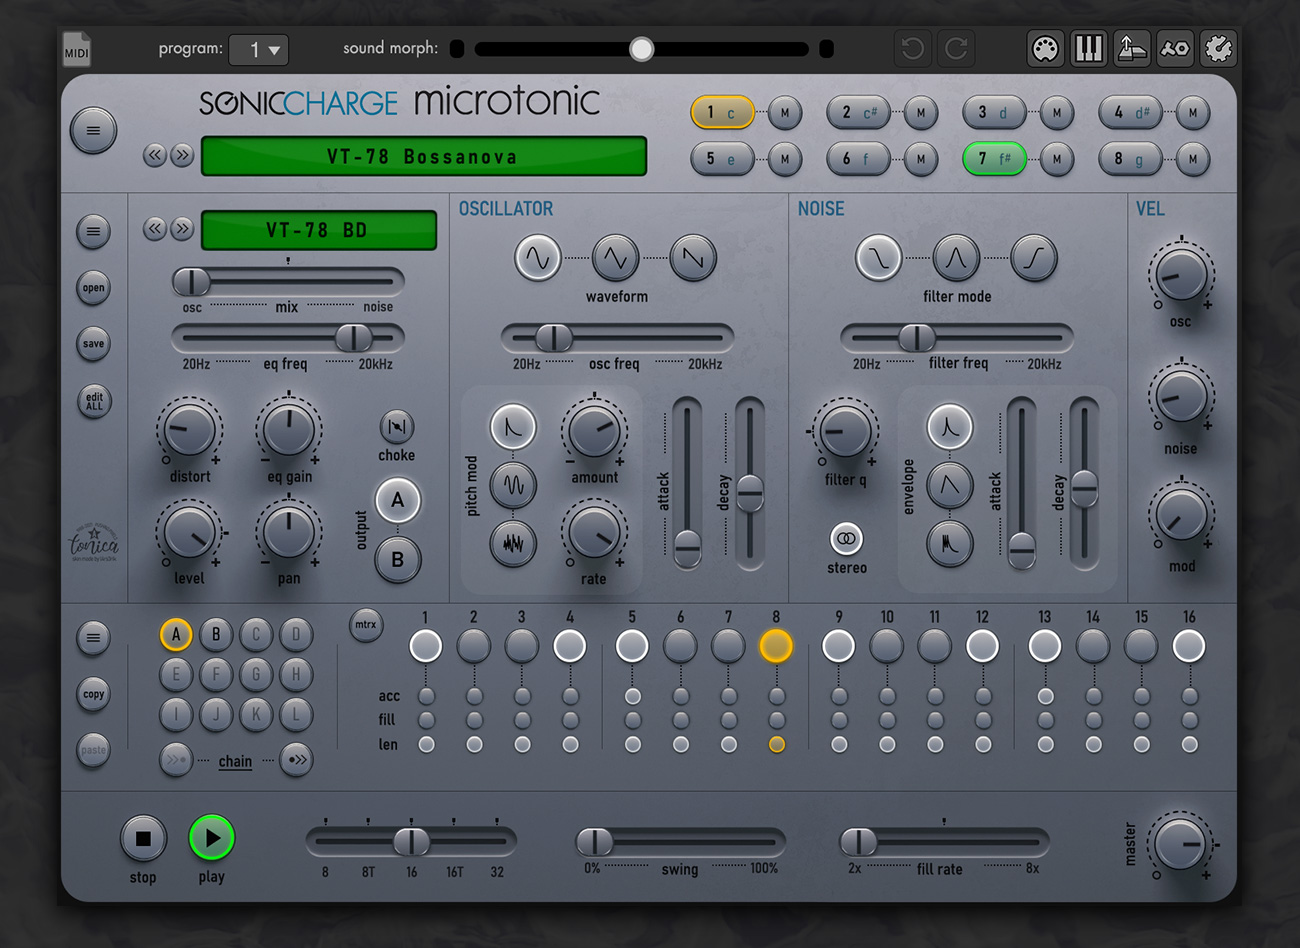 MIDI
program: 1
sound morph:
SONICCHARGE microtonic
1 c M 2 c# M 3 d M 4 d# M
VT-78 Bossanova
5 e M 6 f M 7 f# M 8 g M
OSCILLATOR
NOISE
VEL
VT-78 BD
open
save
edit
ALL
osc mix noise
20Hz eq freq 20kHz
distort
eq gain
choke
level
pan
output
A
B
waveform
20Hz osc freq 20kHz
pitch mod
amount
rate
attack
decay
filter mode
20Hz filter freq 20kHz
filter q
stereo
envelope
attack
decay
osc
noise
mod
tonica
copy
paste
A B C D
E F G H
I J K L
chain
mtrx
1 2 3 4 5 6 7 8 9 10 11 12 13 14 15 16
acc
fill
len
stop
play
8 8T 16 16T 32
0% swing 100%
2x fill rate 8x
master